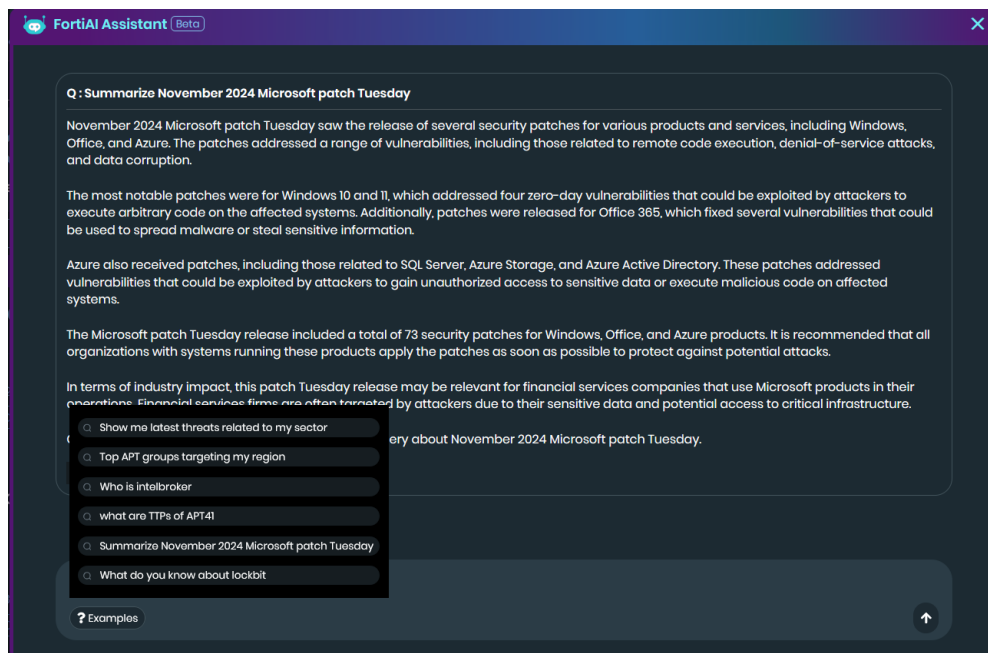 FortiAI Assistant Beta
Q : Summarize November 2024 Microsoft patch Tuesday
November 2024 Microsoft patch Tuesday saw the release of several security patches for various products and services, including Windows,
Office, and Azure. The patches addressed a range of vulnerabilities, including those related to remote code execution, denial-of-service attacks,
and data corruption.
The most notable patches were for Windows 10 and 11, which addressed four zero-day vulnerabilities that could be exploited by attackers to
execute arbitrary code on the affected systems. Additionally, patches were released for Office 365, which fixed several vulnerabilities that could
be used to spread malware or steal sensitive information.
Azure also received patches, including those related to SQL Server, Azure Storage, and Azure Active Directory. These patches addressed
vulnerabilities that could be exploited by attackers to gain unauthorized access to sensitive data or execute malicious code on affected
systems.
The Microsoft patch Tuesday release included a total of 73 security patches for Windows, Office, and Azure products. It is recommended that all
organizations with systems running these products apply the patches as soon as possible to protect against potential attacks.
In terms of industry impact, this patch Tuesday release may be relevant for financial services companies that use Microsoft products in their
operations. Financial services firms are often targeted by attackers due to their sensitive data and potential access to critical infrastructure.
ery about November 2024 Microsoft patch Tuesday.
Show me latest threats related to my sector
Top APT groups targeting my region
Who is intelbroker
what are TTPs of APT41
Summarize November 2024 Microsoft patch Tuesday
What do you know about lockbit
? Examples